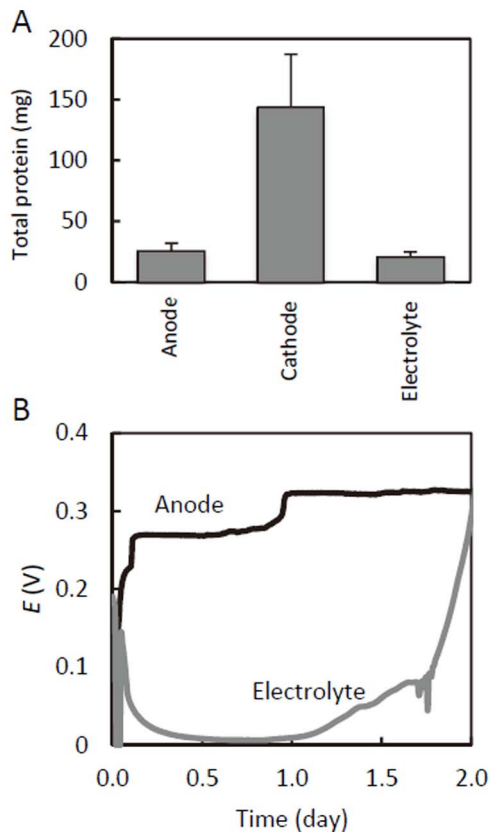 A
Total protein (mg)
200
150
100
50
0
Anode
Cathode
Electrolyte
B
E (V)
0.4
0.3
0.2
0.1
0
Anode
Electrolyte
0.0 0.5 1.0 1.5 2.0
Time (day)